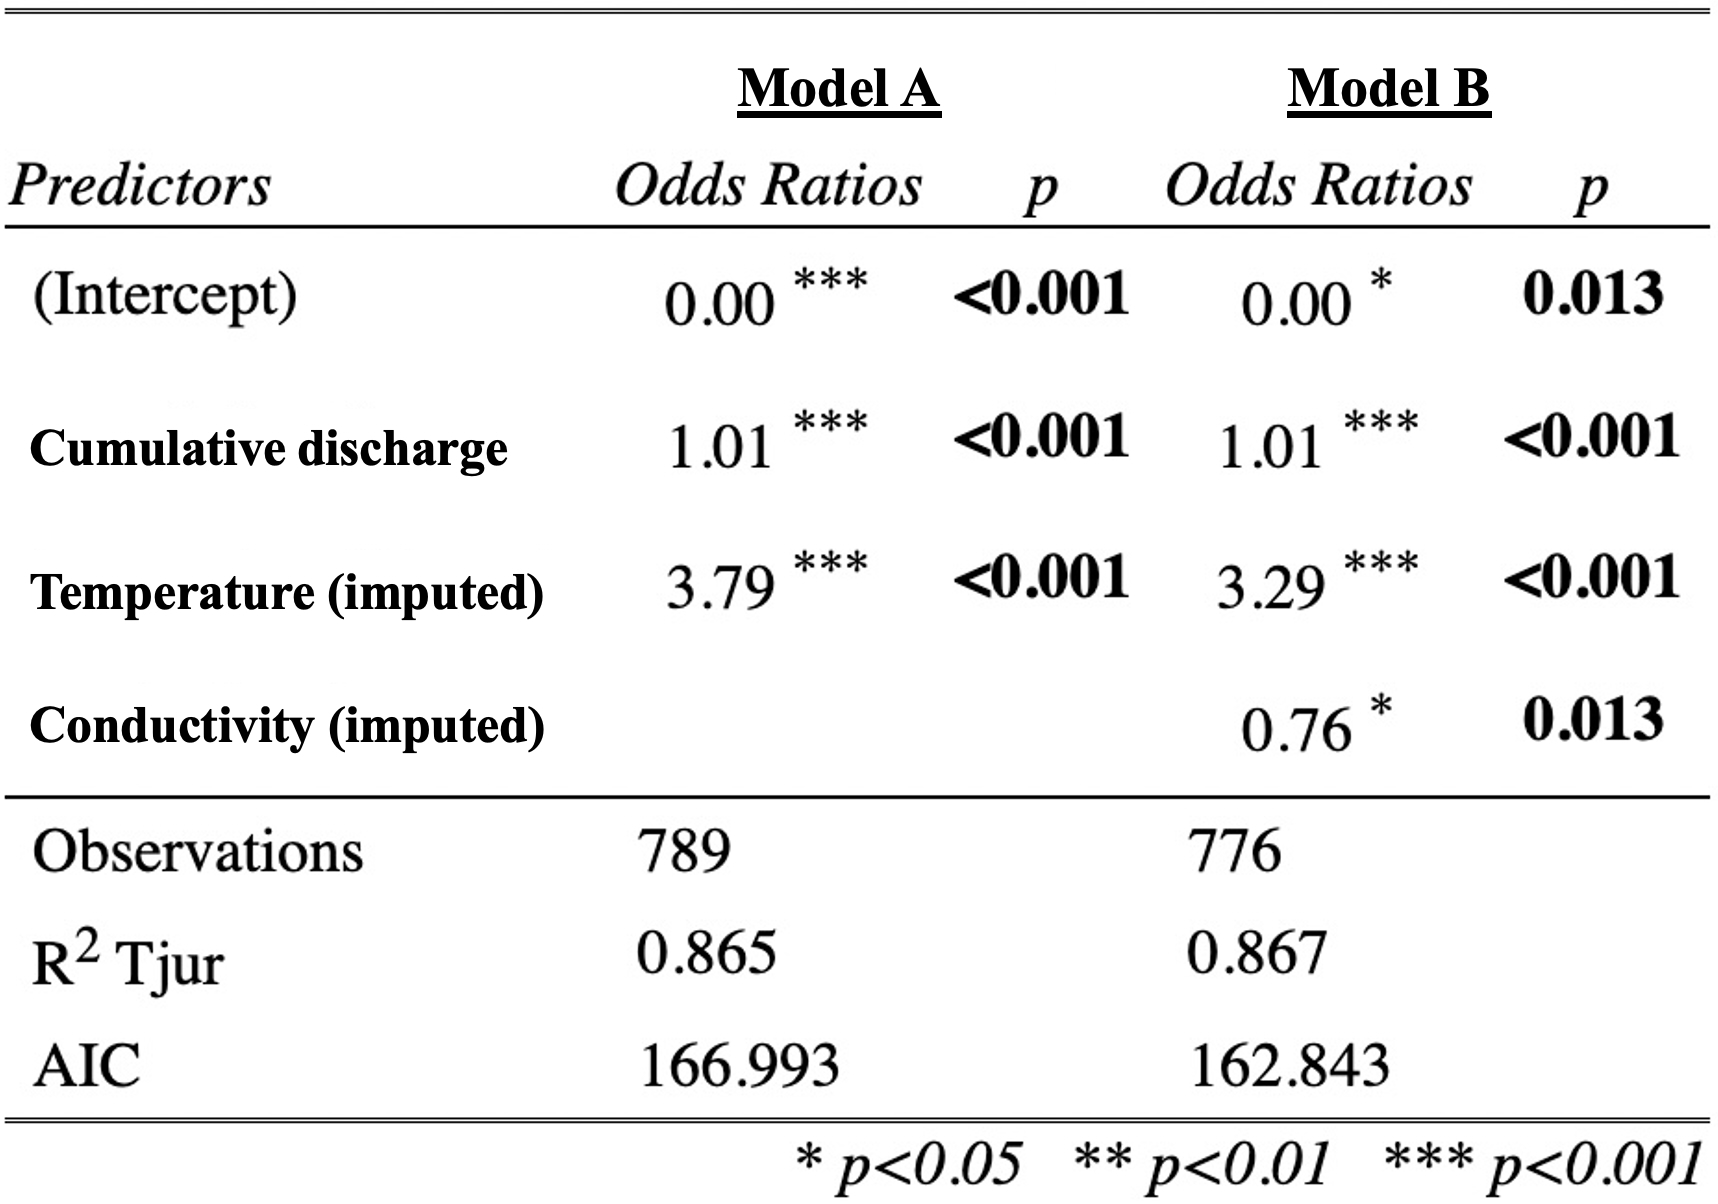 Model A Model B
Predictors Odds Ratios p Odds Ratios p
(Intercept) 0.00 *** <0.001 0.00 * 0.013
Cumulative discharge 1.01 *** <0.001 1.01 *** <0.001
Temperature (imputed) 3.79 *** <0.001 3.29 *** <0.001
Conductivity (imputed) 0.76 * 0.013
Observations 789 776
R² Tjur 0.865 0.867
AIC 166.993 162.843
* p<0.05 ** p<0.01 *** p<0.001